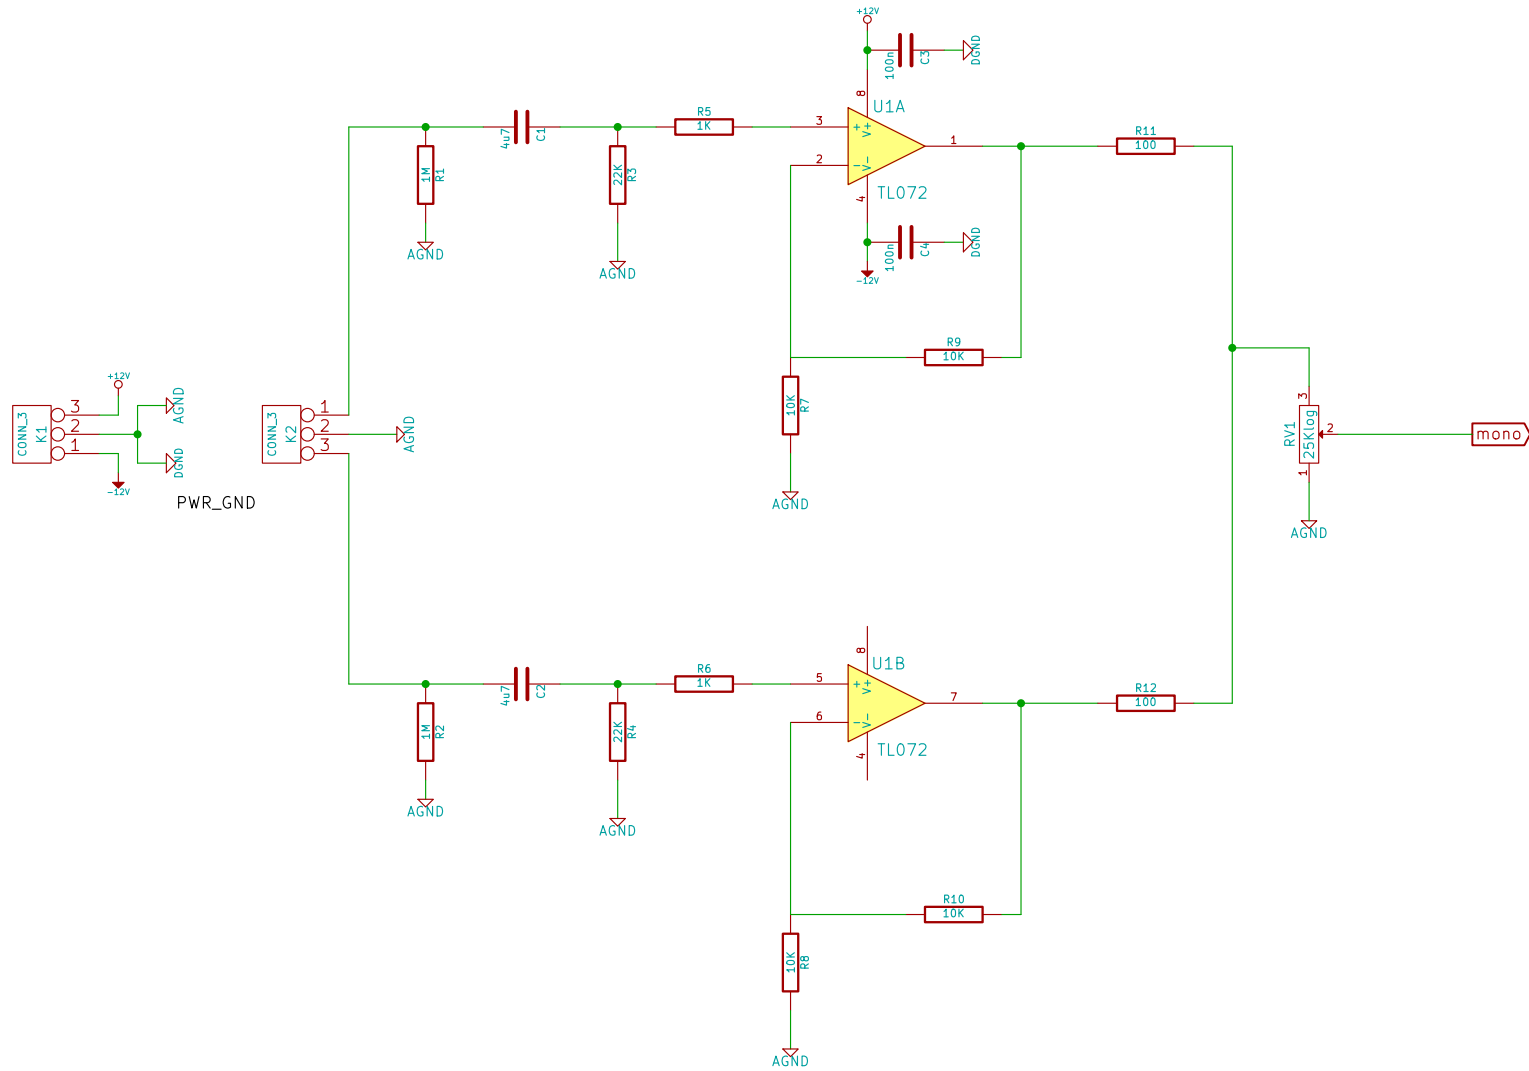 +12V
100n
C3
DGND
8
U1A
V+
+
3
1
2
-
V-
TL072
4
100n
C4
DGND
-12V
4u7
C1
R5
1K
1M
R1
AGND
22K
R3
AGND
R11
100
R9
10K
10K
R7
AGND
+12V
CONN_3
K1
3
2
1
AGND
DGND
-12V
PWR_GND
CONN_3
K2
1
2
3
AGND
3
RV1
25Klog
2
1
AGND
mono
4u7
C2
R6
1K
1M
R2
AGND
22K
R4
AGND
8
U1B
V+
+
5
7
6
-
V-
TL072
4
R12
100
R10
10K
10K
R8
AGND